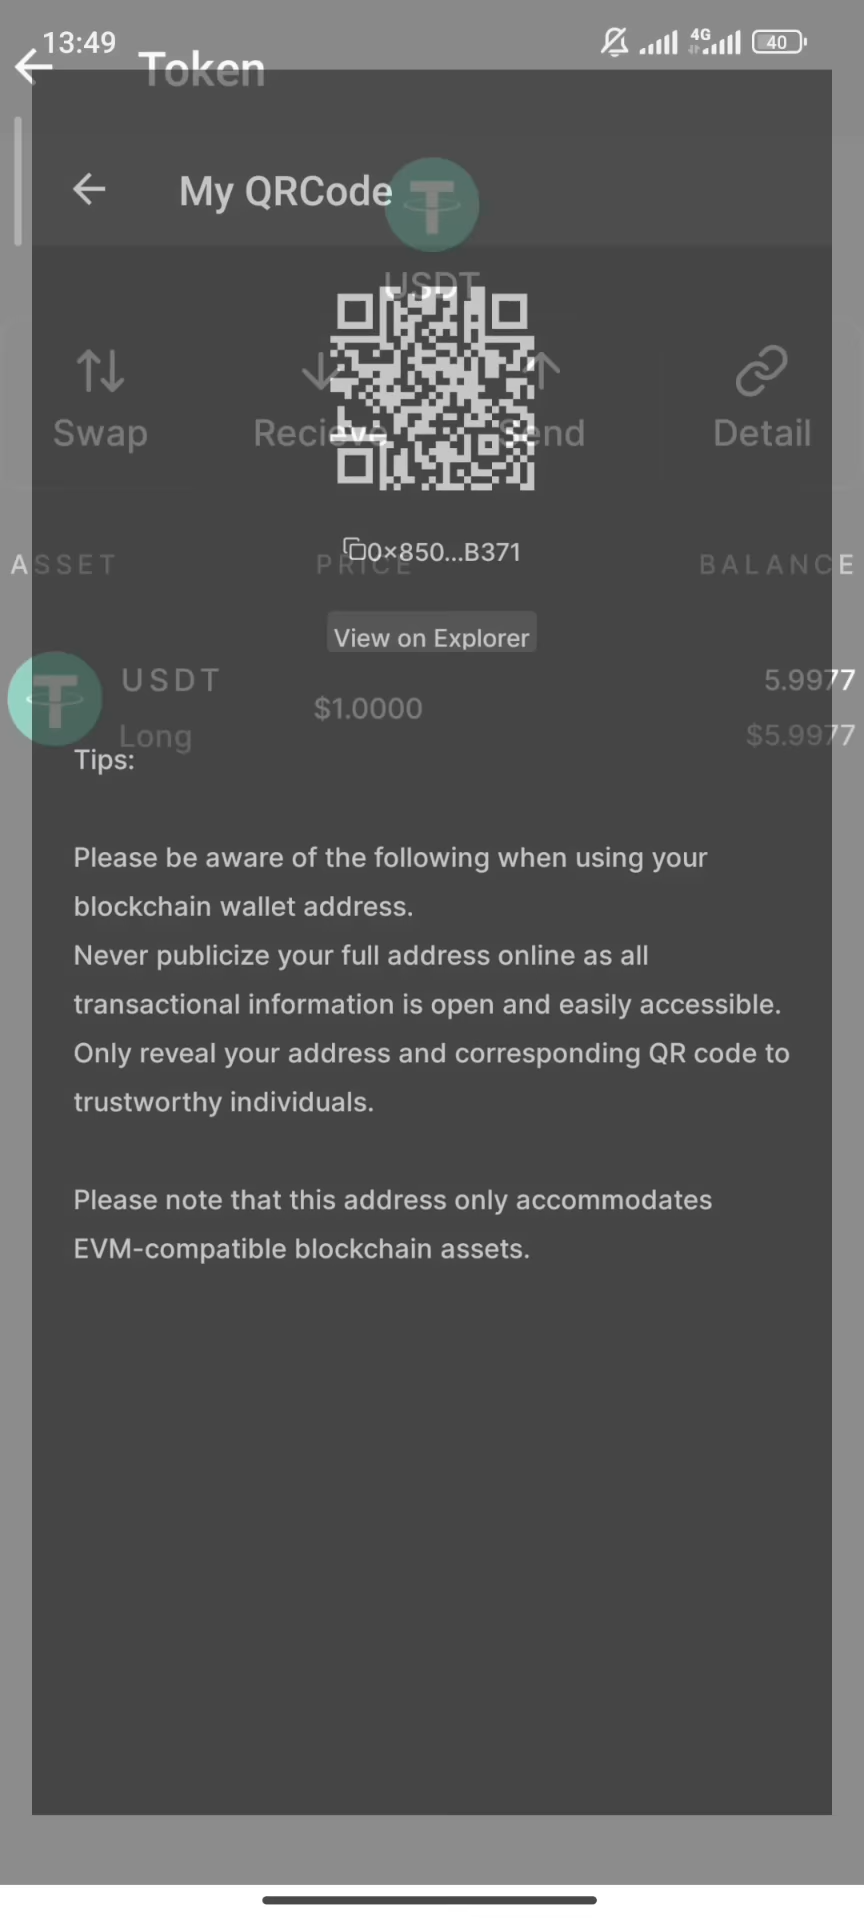 13:49
4G
40
Token
My QRCode
USDT
Swap
Recieve
Send
Detail
0×850...B371
ASSET
PRICE
BALANCE
View on Explorer
USDT
5.9977
$1.0000
Long
$5.9977
Tips:
Please be aware of the following when using your
blockchain wallet address.
Never publicize your full address online as all
transactional information is open and easily accessible.
Only reveal your address and corresponding QR code to
trustworthy individuals.
Please note that this address only accommodates
EVM-compatible blockchain assets.